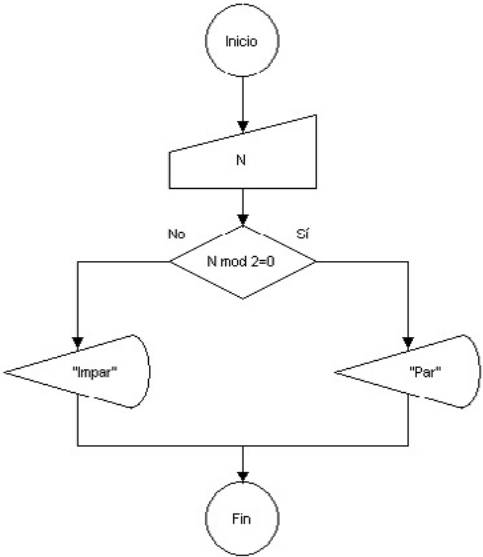 Inicio
N
No
Sí
N mod 2=0
"Impar"
"Par"
Fin